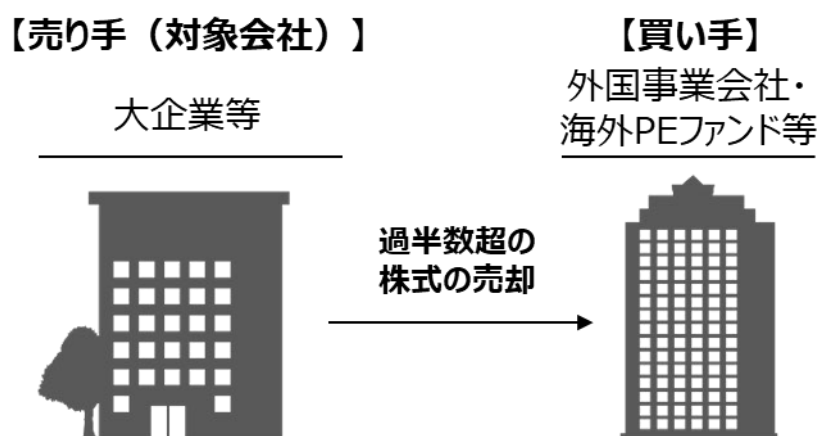 【売り手（対象会社）】
大企業等
【買い手】
外国事業会社・
海外PEファンド等
過半数超の
株式の売却